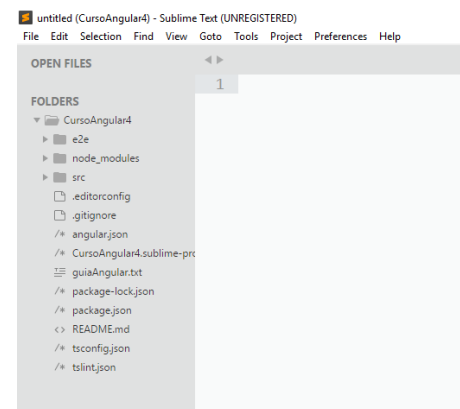 untitled (CursoAngular4) - Sublime Text (UNREGISTERED)
File Edit Selection Find View Goto Tools Project Preferences Help
OPEN FILES
1
FOLDERS
CursoAngular4
e2e
node_modules
src
.editorconfig
.gitignore
/* angular.json
/* CursoAngular4.sublime-pro
guiaAngular.txt
/* package-lock.json
/* package.json
<> README.md
/* tsconfig.json
/* tslint.json